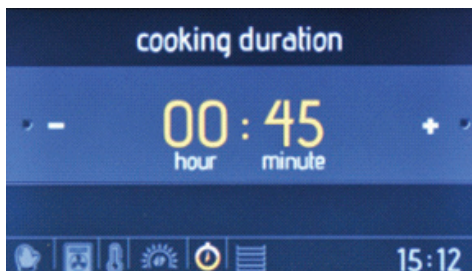 cooking duration
- 00 : 45 +
hour minute
15:12